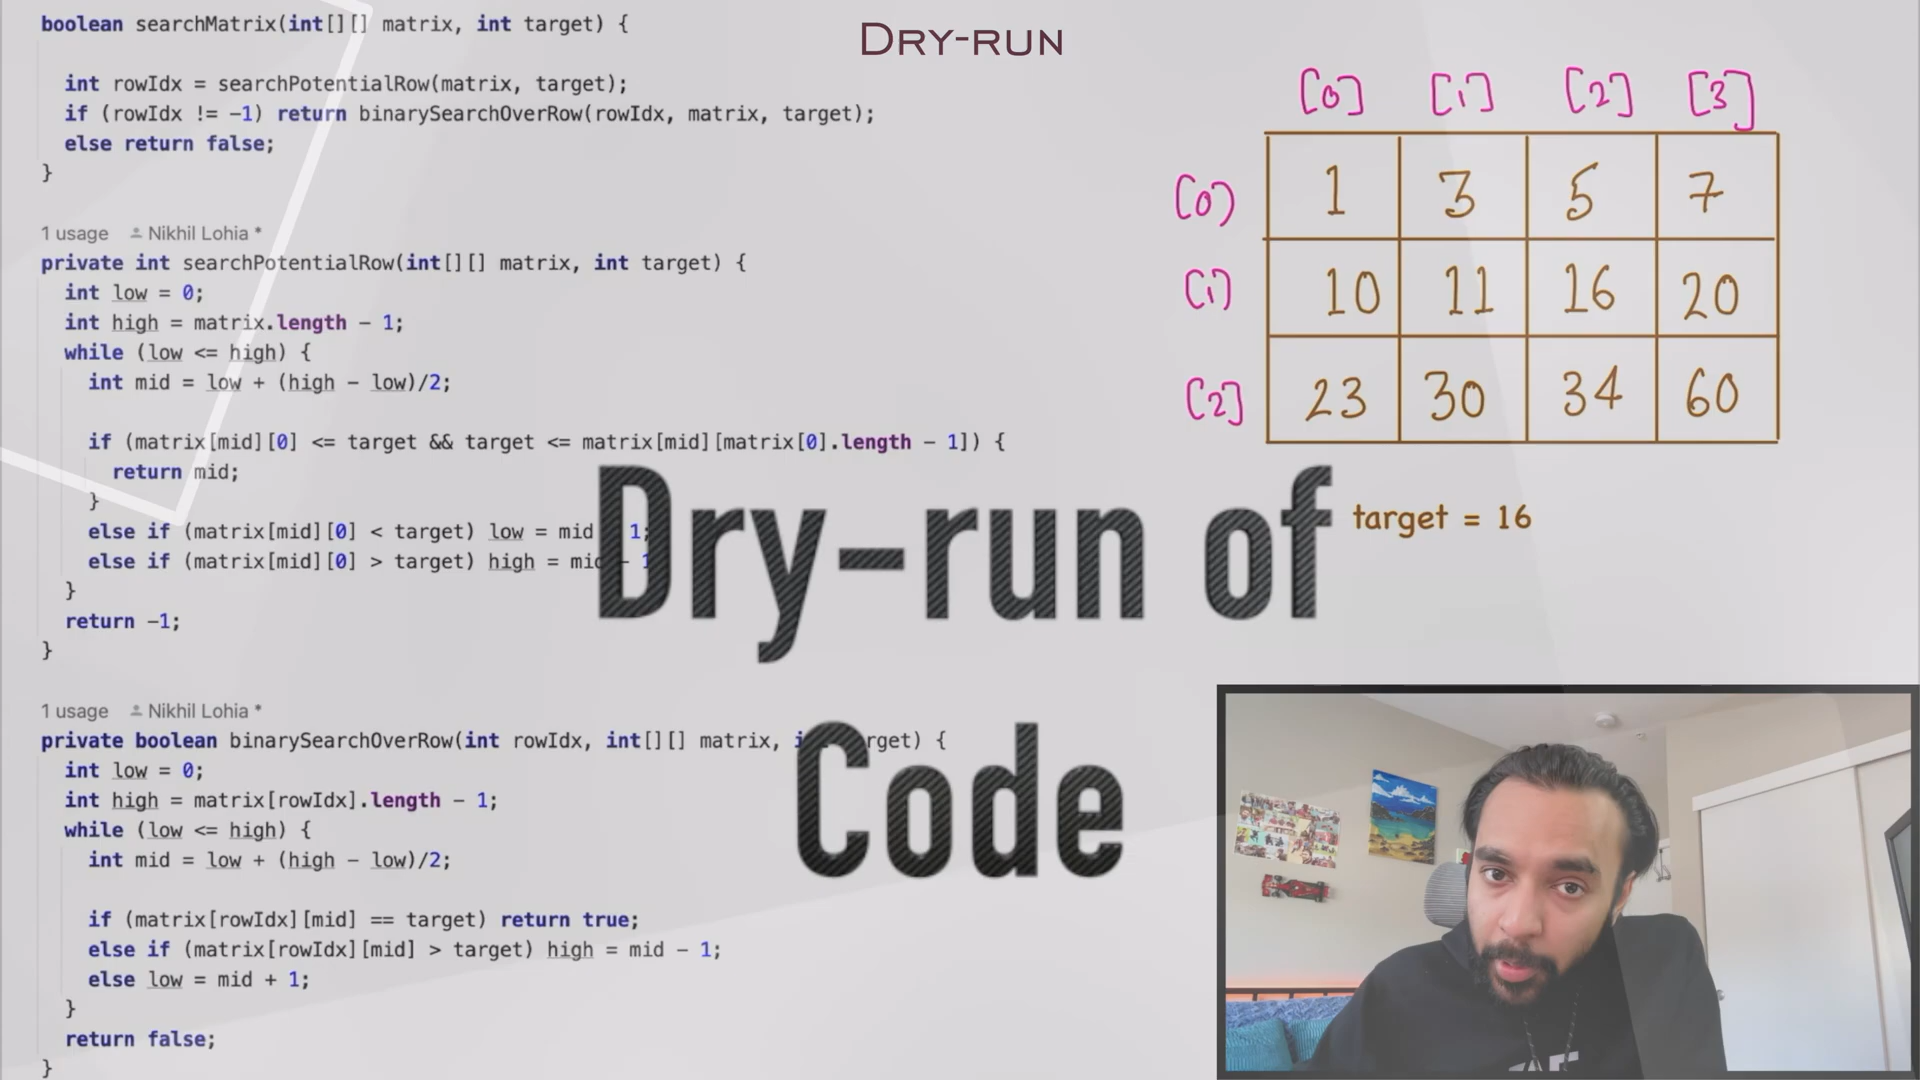 boolean searchMatrix(int[][] matrix, int target) {
int rowIdx = searchPotentialRow(matrix, target);
if (rowIdx != -1) return binarySearchOverRow(rowIdx, matrix, target);
else return false;
}
1 usage Nikhil Lohia *
private int searchPotentialRow(int[][] matrix, int target) {
int low = 0;
int high = matrix.length - 1;
while (low <= high) {
int mid = low + (high - low)/2;
if (matrix[mid][0] <= target && target <= matrix[mid][matrix[0].length - 1]) {
return mid;
}
else if (matrix[mid][0] < target) low = mid 1;
else if (matrix[mid][0] > target) high = mid - 1
}
return -1;
}
1 usage Nikhil Lohia *
private boolean binarySearchOverRow(int rowIdx, int[][] matrix, rget) {
int low = 0;
int high = matrix[rowIdx].length - 1;
while (low <= high) {
int mid = low + (high - low)/2;
if (matrix[rowIdx][mid] == target) return true;
else if (matrix[rowIdx][mid] > target) high = mid - 1;
else low = mid + 1;
}
return false;
}
DRY-RUN
[0] [1] [2] [3]
[0] 1 3 5 7
[1] 10 11 16 20
[2] 23 30 34 60
target = 16
Dry-run of
Code